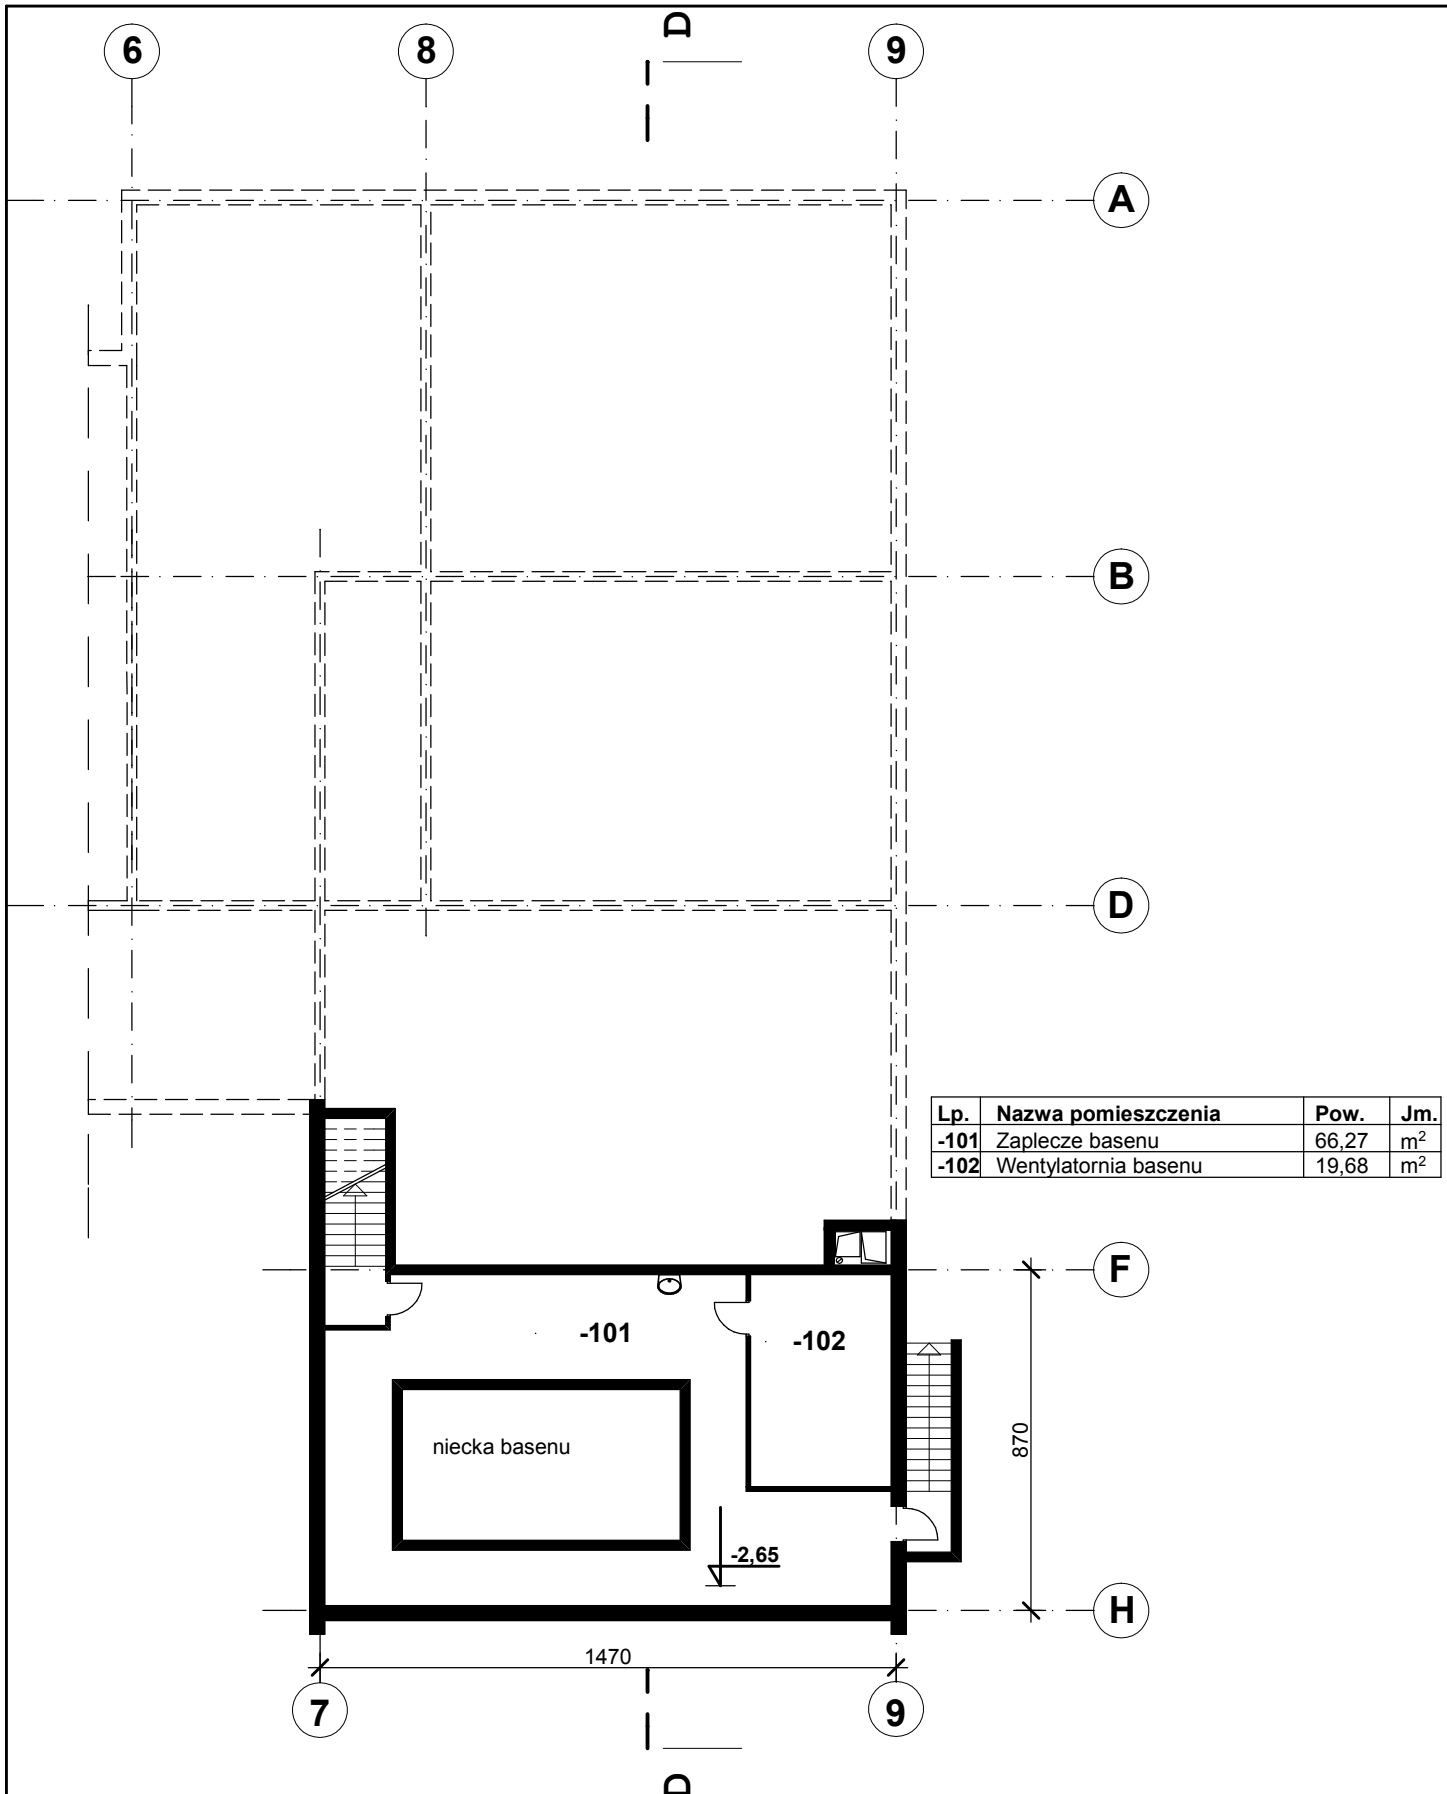 D
6 8 9
A
B
D
Lp. Nazwa pomieszczenia Pow. Jm.
-101 Zaplecze basenu 66,27 m²
-102 Wentylatornia basenu 19,68 m²
F
-101 -102
870
niecka basenu
-2,65
H
1470
7 9
D